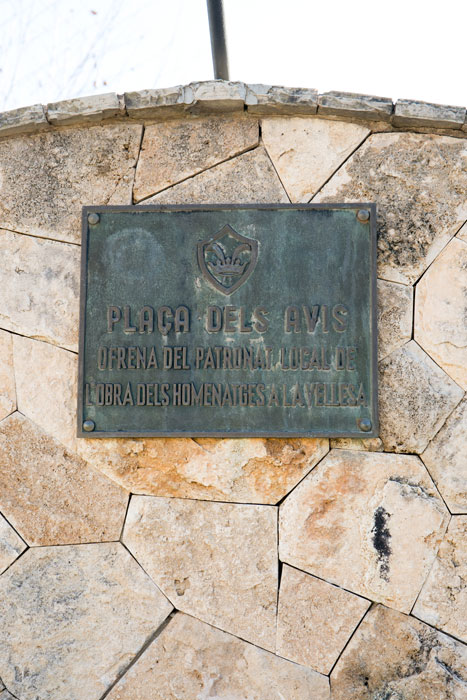 PLAÇA DELS AVIS
OFRENA DEL PATRONAT LOCAL DE
L'OBRA DELS HOMENATGES A LA VELLESA